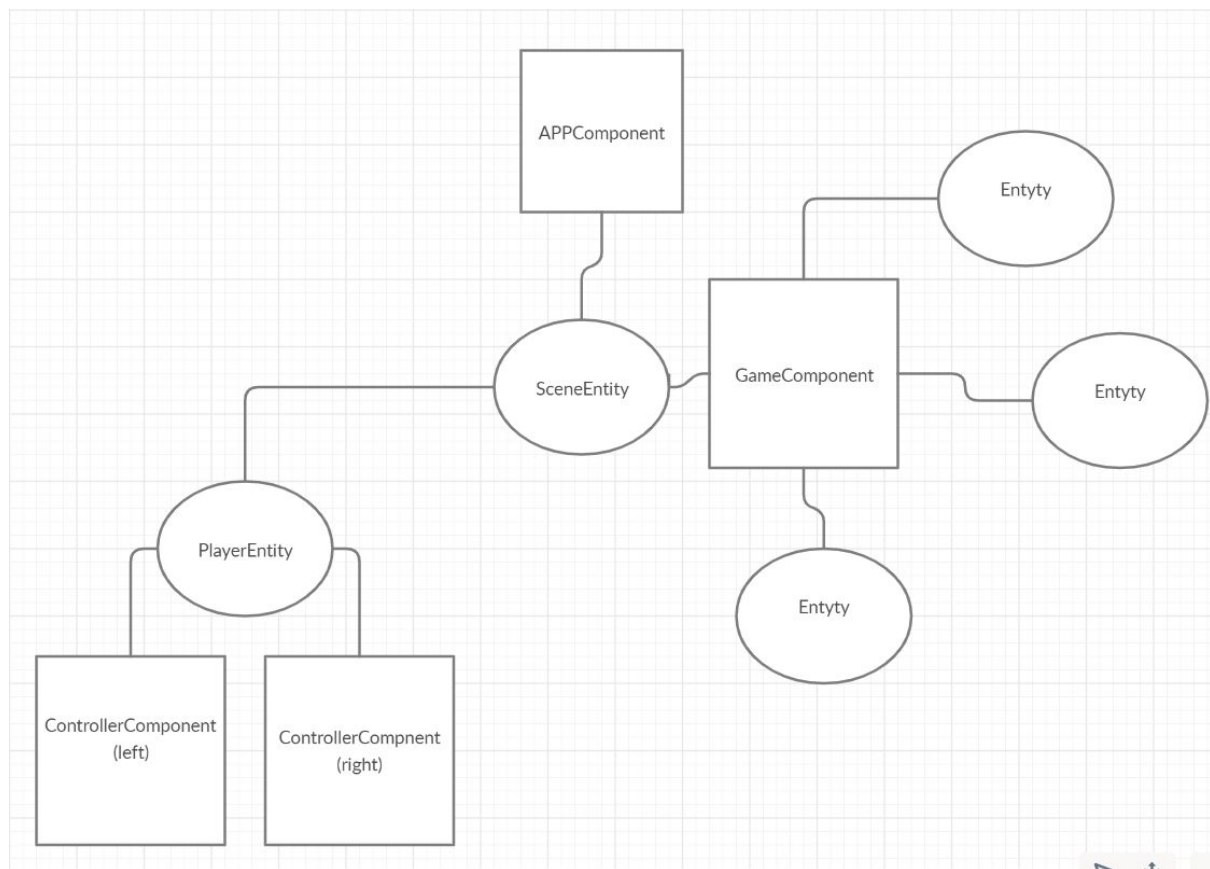 APPComponent
Entyty
GameComponent
SceneEntity
Entyty
PlayerEntity
Entyty
ControllerComponent
(left)
ControllerCompnent
(right)